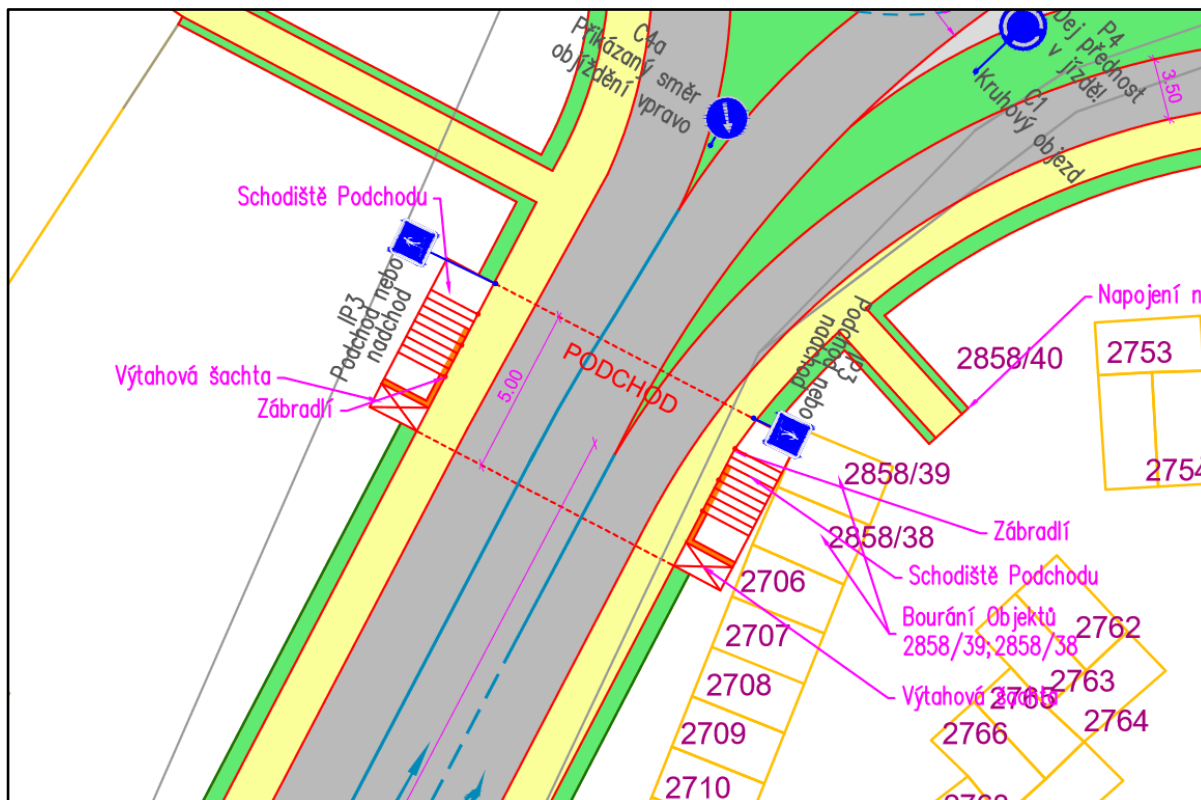 C4a
Přikázaný směr
objíždění vpravo
P4
Dej přednost
v jízdě!
C1
Kruhový objezd
3.50
Schodiště Podchodu
IP3
Podchod nebo
nadchod
Výtahová šachta
Zábradlí
5.00
PODCHOD
IP3
Podchod nebo
nadchod
Napojení n
2858/40
2753
2754
2858/39
2858/38
Zábradlí
Schodiště Podchodu
Bourání Objektů
2858/39;2858/38
Výtahová šachta
2706
2707
2708
2709
2710
2762
2763
2764
2765
2766